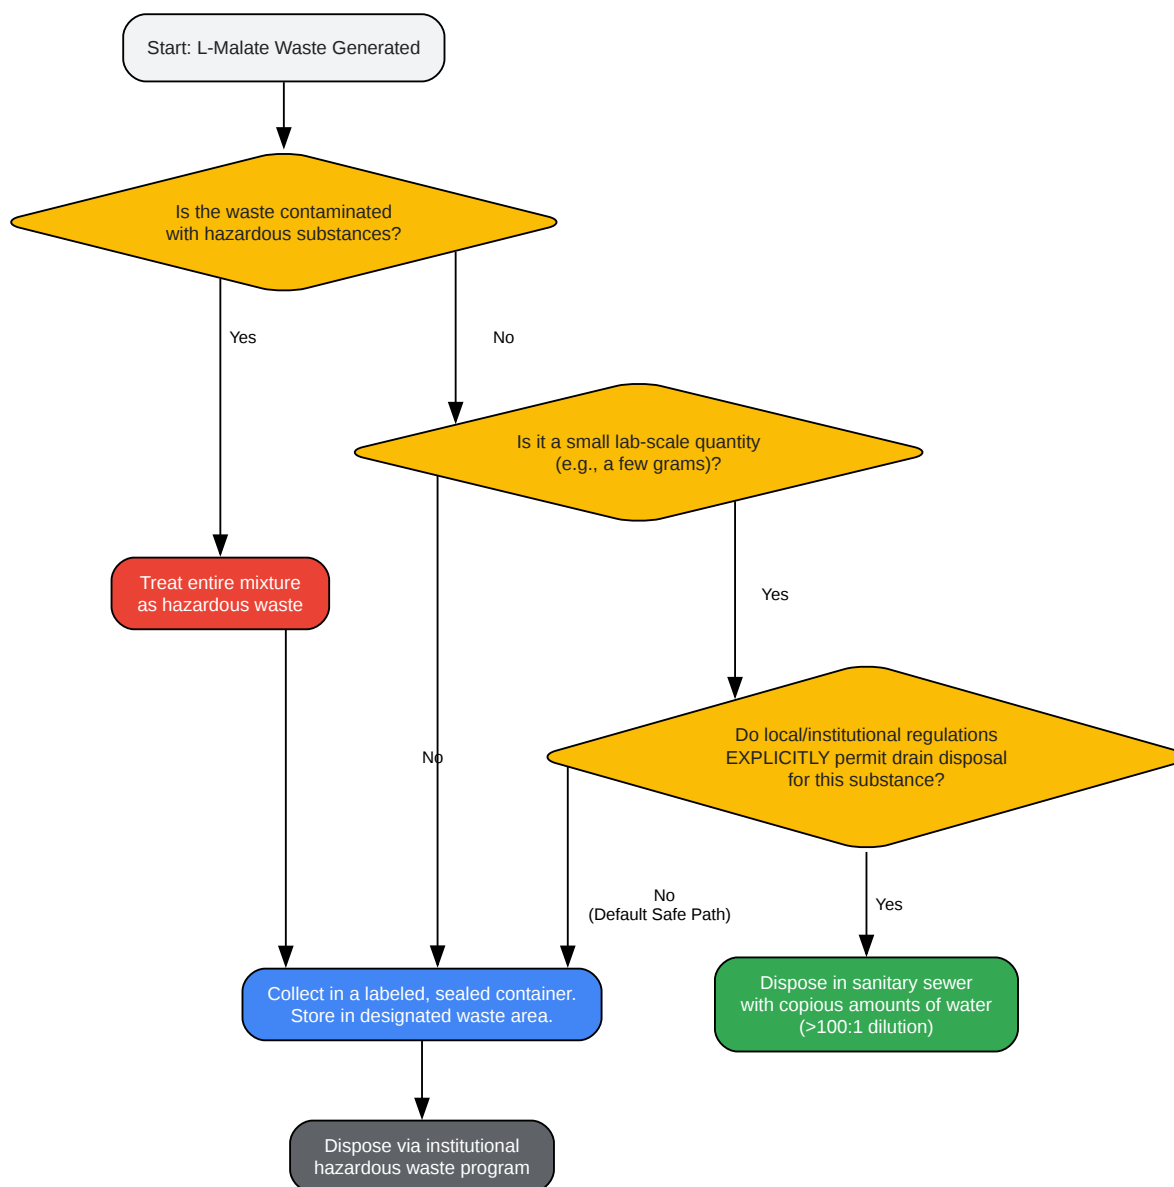 Start: L-Malate Waste Generated
Is the waste contaminated
with hazardous substances?
Yes
No
Is it a small lab-scale quantity
(e.g., a few grams)?
Treat entire mixture
as hazardous waste
Yes
No
Do local/institutional regulations
EXPLICITLY permit drain disposal
for this substance?
No
(Default Safe Path)
Yes
Collect in a labeled, sealed container.
Store in designated waste area.
Dispose in sanitary sewer
with copious amounts of water
(>100:1 dilution)
Dispose via institutional
hazardous waste program